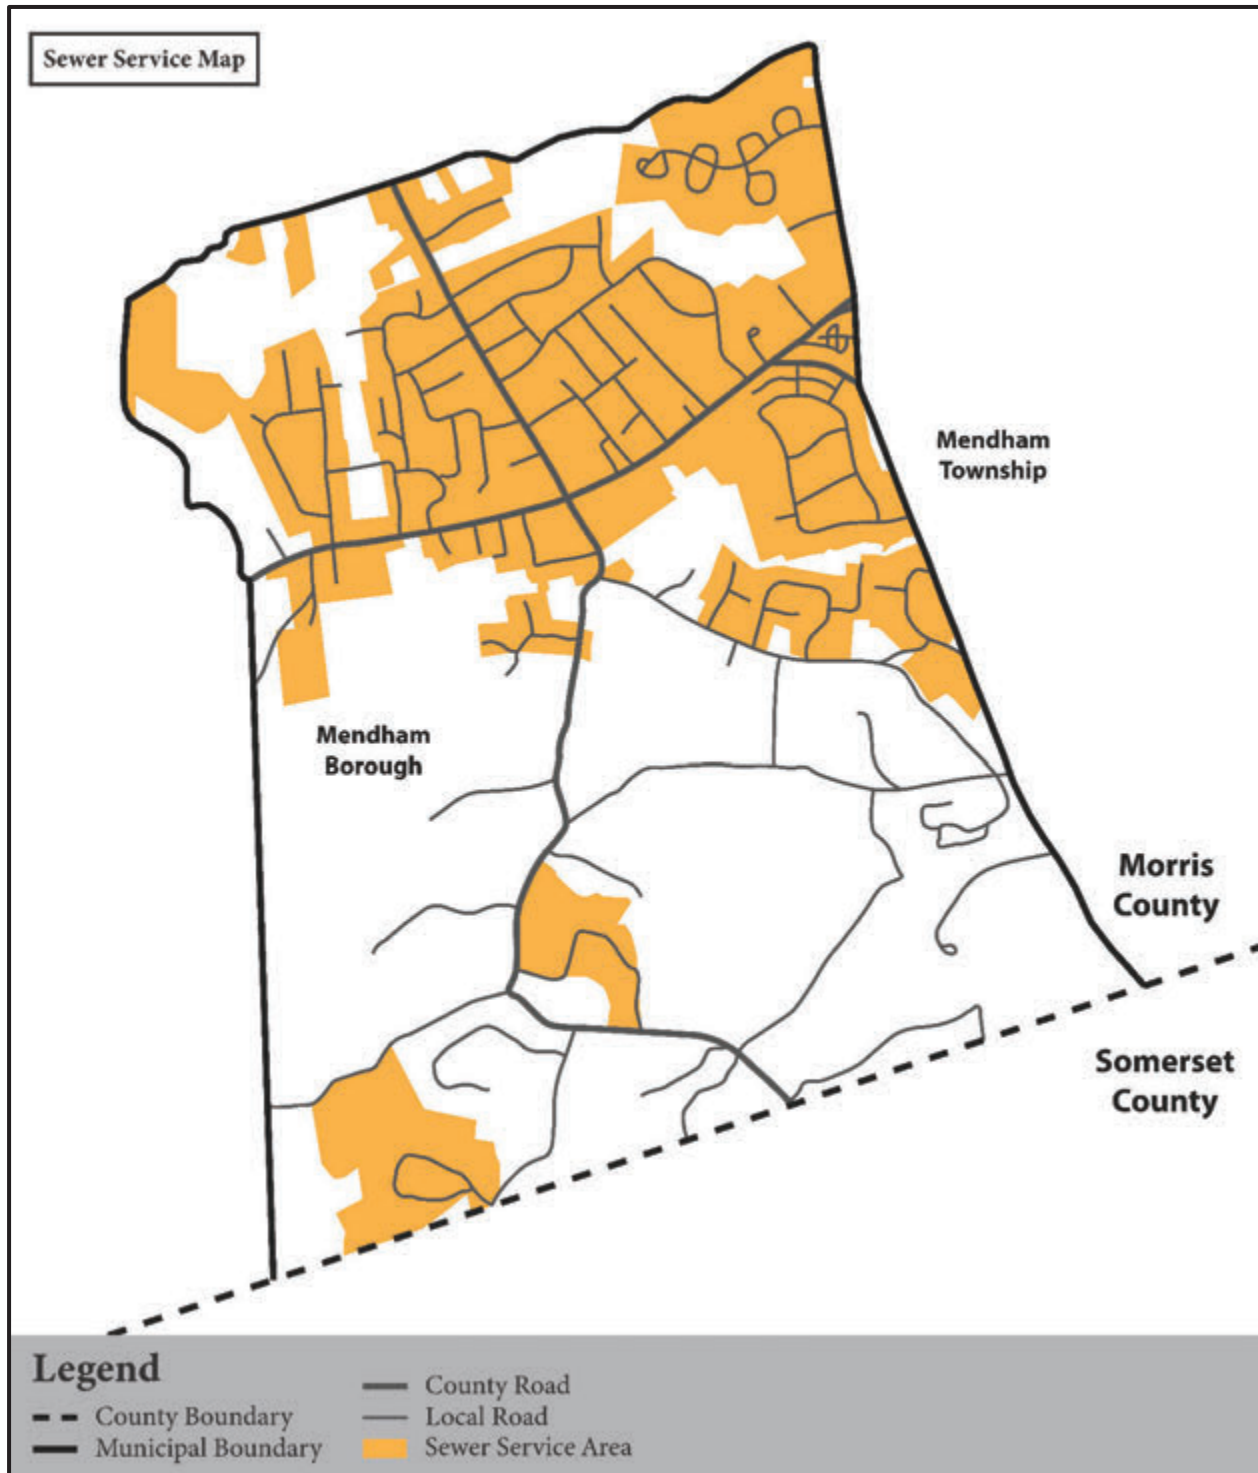 Sewer Service Map
Mendham
Township
Mendham
Borough
Morris
County
Somerset
County
Legend
County Boundary
Municipal Boundary
County Road
Local Road
Sewer Service Area